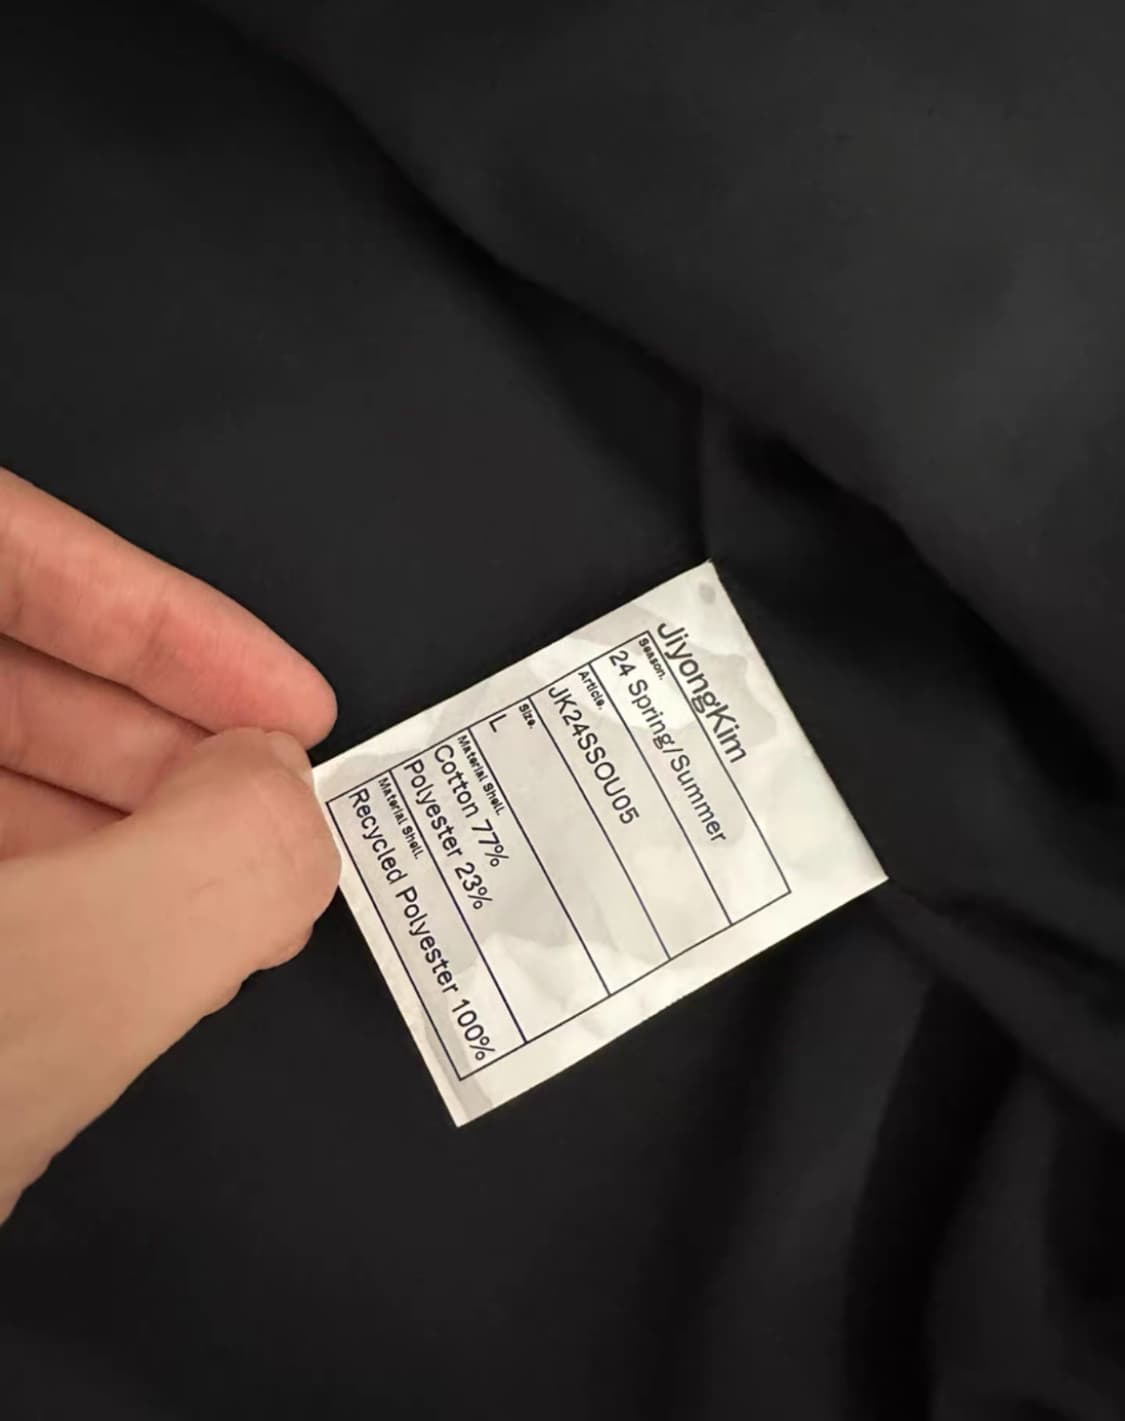 JiyongKim
Season.
24 Spring/Summer
Article.
JK24SSOU05
Size.
L
Material Shell.
Cotton 77%
Polyester 23%
Material Shell.
Recycled Polyester 100%